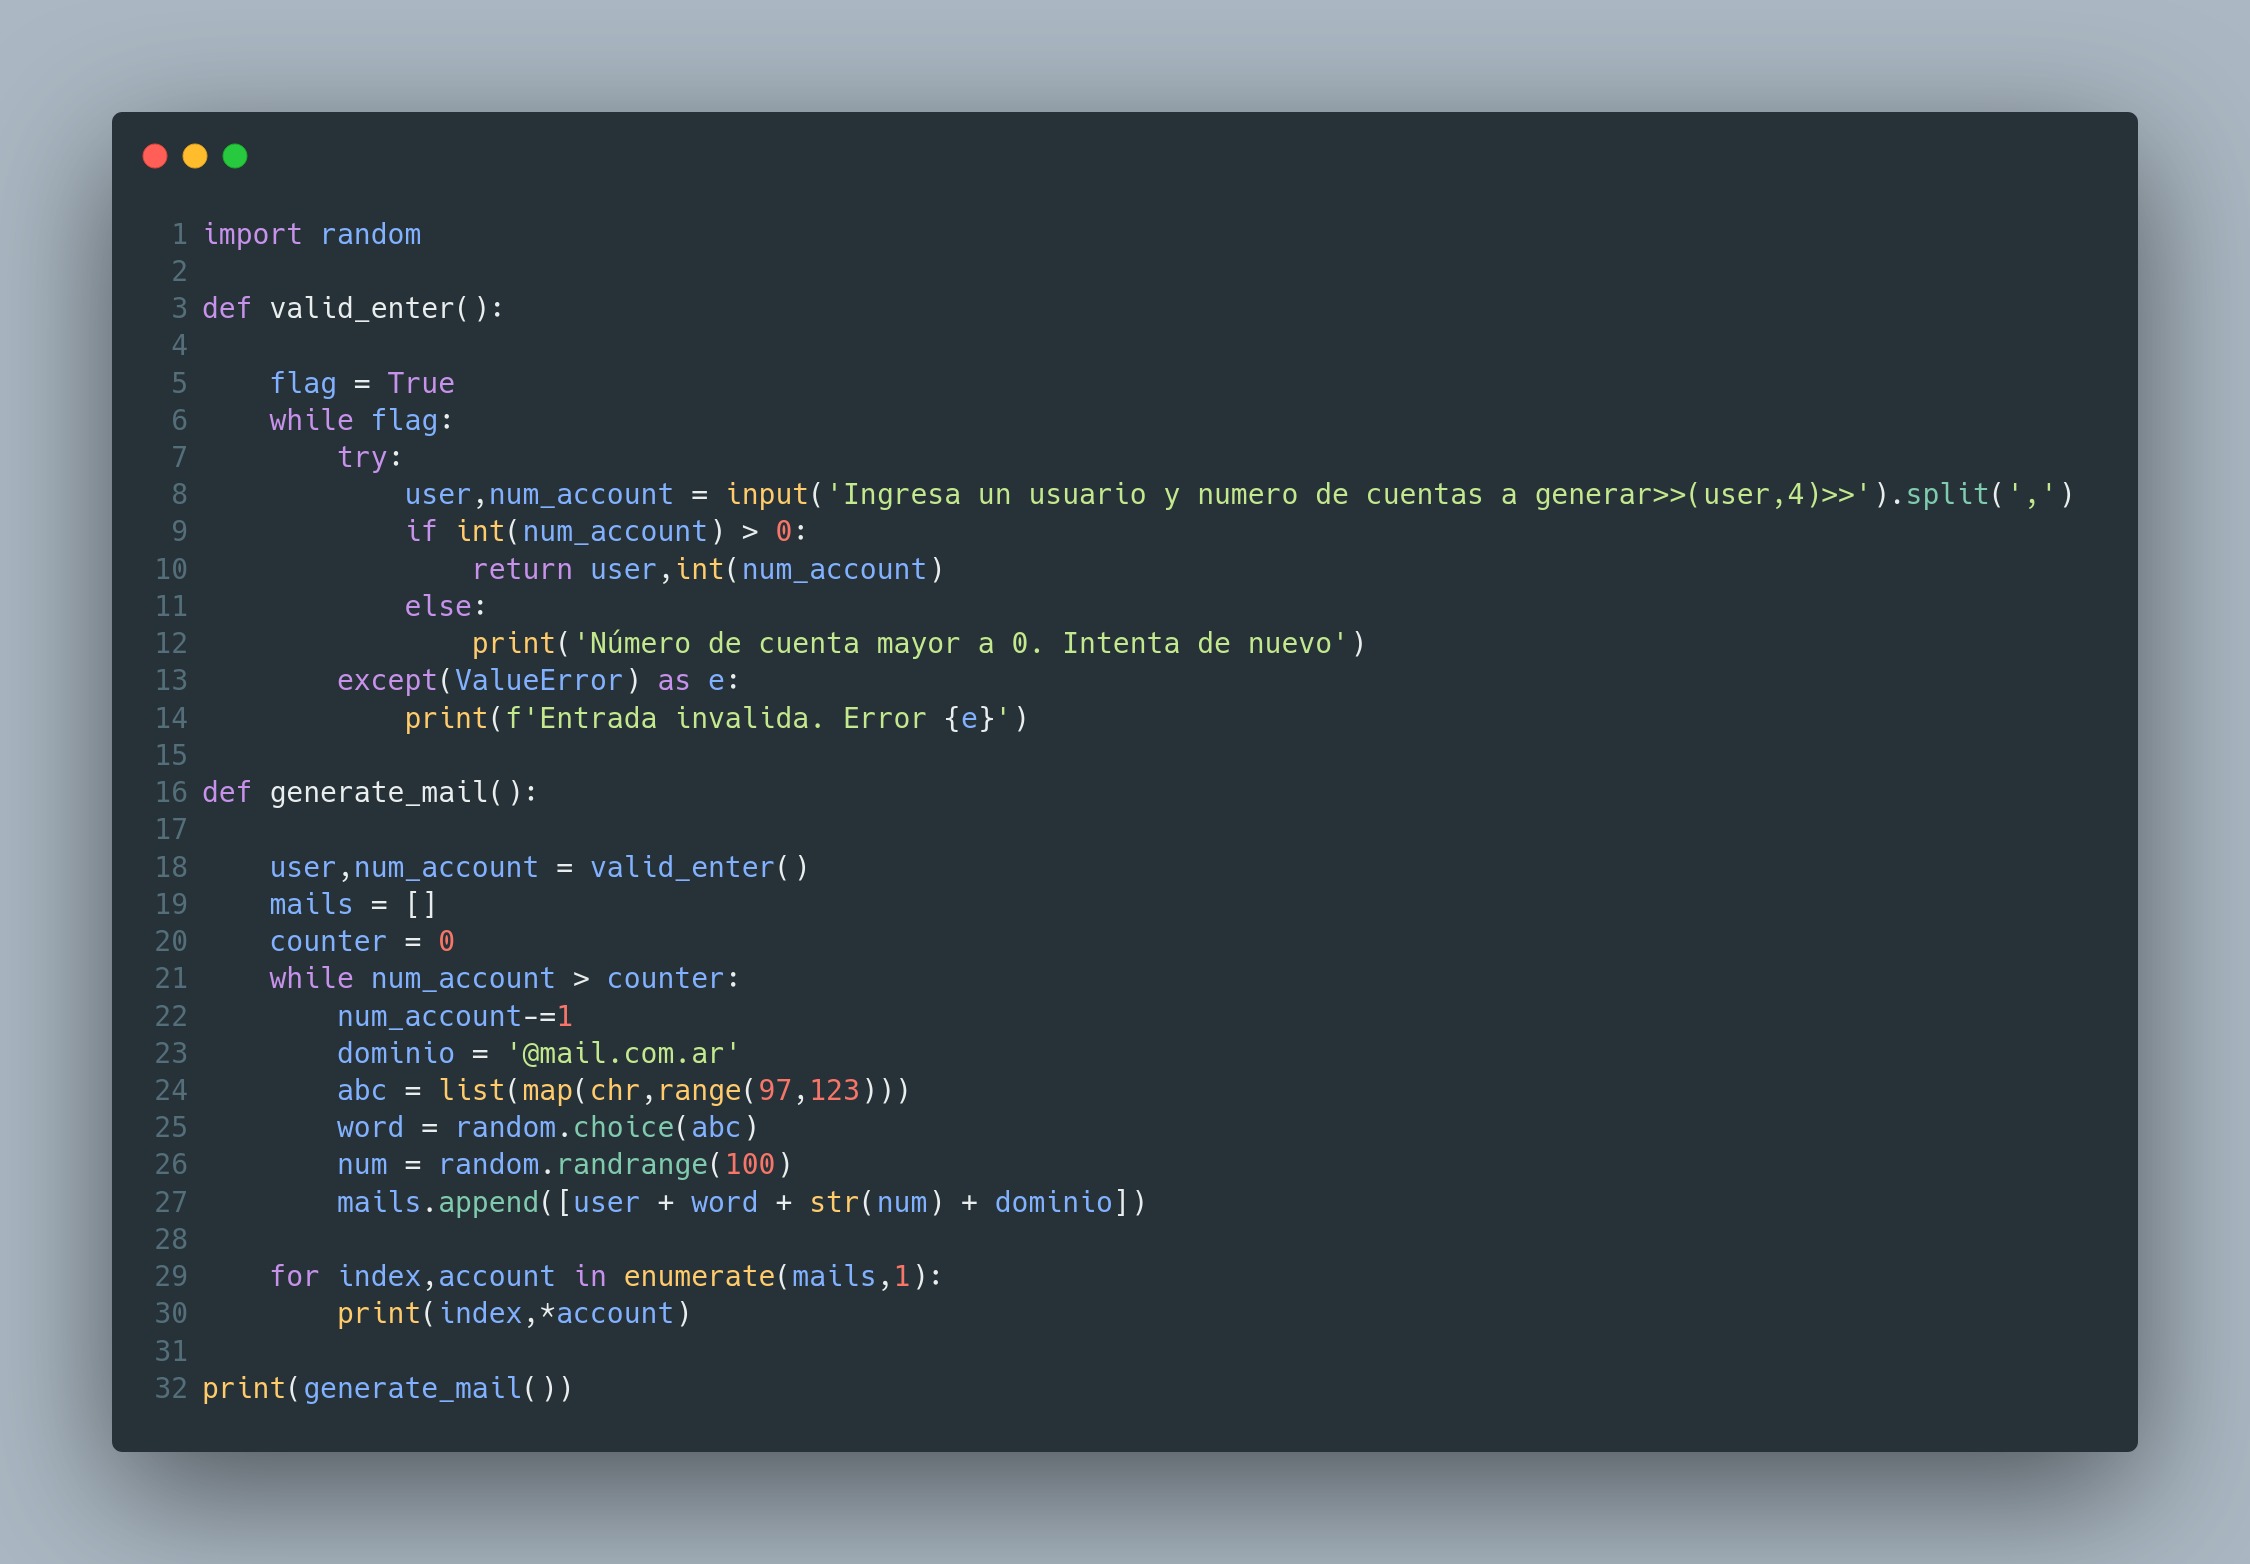 1 import random
2
3 def valid_enter():
4
5     flag = True
6     while flag:
7         try:
8             user,num_account = input('Ingresa un usuario y numero de cuentas a generar>>(user,4)>>').split(',')
9             if int(num_account) > 0:
10                 return user,int(num_account)
11             else:
12                 print('Número de cuenta mayor a 0. Intenta de nuevo')
13         except(ValueError) as e:
14             print(f'Entrada invalida. Error {e}')
15
16 def generate_mail():
17
18     user,num_account = valid_enter()
19     mails = []
20     counter = 0
21     while num_account > counter:
22         num_account-=1
23         dominio = '@mail.com.ar'
24         abc = list(map(chr,range(97,123)))
25         word = random.choice(abc)
26         num = random.randrange(100)
27         mails.append([user + word + str(num) + dominio])
28
29     for index,account in enumerate(mails,1):
30         print(index,*account)
31
32 print(generate_mail())